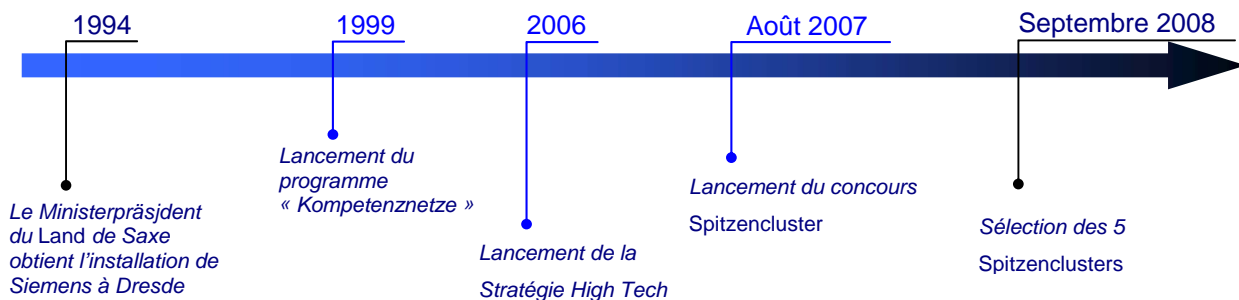 1994
1999
2006
Août 2007
Septembre 2008
Le Ministerpräsjdent
du Land de Saxe
obtient l'installation de
Siemens à Dresde
Lancement du
programme
« Kompetenznetze »
Lancement de la
Stratégie High Tech
Lancement du concours
Spitzencluster
Sélection des 5
Spitzenclusters